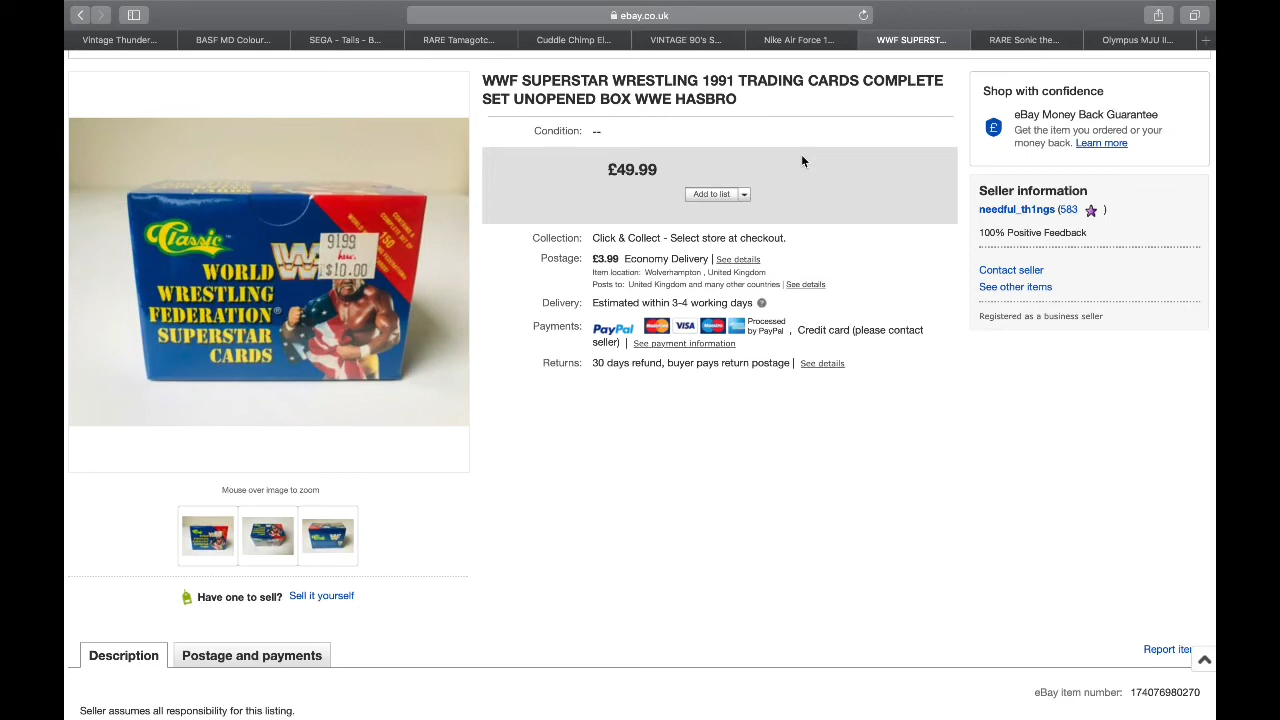 ebay.co.uk
Vintage Thunder...
BASF MD Colour...
SEGA - Tails - B...
RARE Tamagotc...
Cuddle Chimp El...
VINTAGE 90's S...
Nike Air Force 1...
WWF SUPERST...
RARE Sonic the...
Olympus MJU II...
WWF SUPERSTAR WRESTLING 1991 TRADING CARDS COMPLETE
SET UNOPENED BOX WWE HASBRO
Condition: --
£49.99
Add to list
Collection: Click & Collect - Select store at checkout.
Postage: £3.99 Economy Delivery | See details
Item location: Wolverhampton , United Kingdom
Posts to: United Kingdom and many other countries | See details
Delivery: Estimated within 3-4 working days ?
Payments: PayPal MasterCard VISA Maestro Processed by PayPal , Credit card (please contact
seller) | See payment information
Returns: 30 days refund, buyer pays return postage | See details
Shop with confidence
eBay Money Back Guarantee
£
Get the item you ordered or your
money back. Learn more
Seller information
needful_th1ngs (583 )
100% Positive Feedback
Contact seller
See other items
Registered as a business seller
Classic
9199
$10.00
150
WORLD
WRESTLING
FEDERATION®
SUPERSTAR
CARDS
Mouse over image to zoom
Have one to sell? Sell it yourself
Description
Postage and payments
Report iter
eBay item number: 174076980270
Seller assumes all responsibility for this listing.